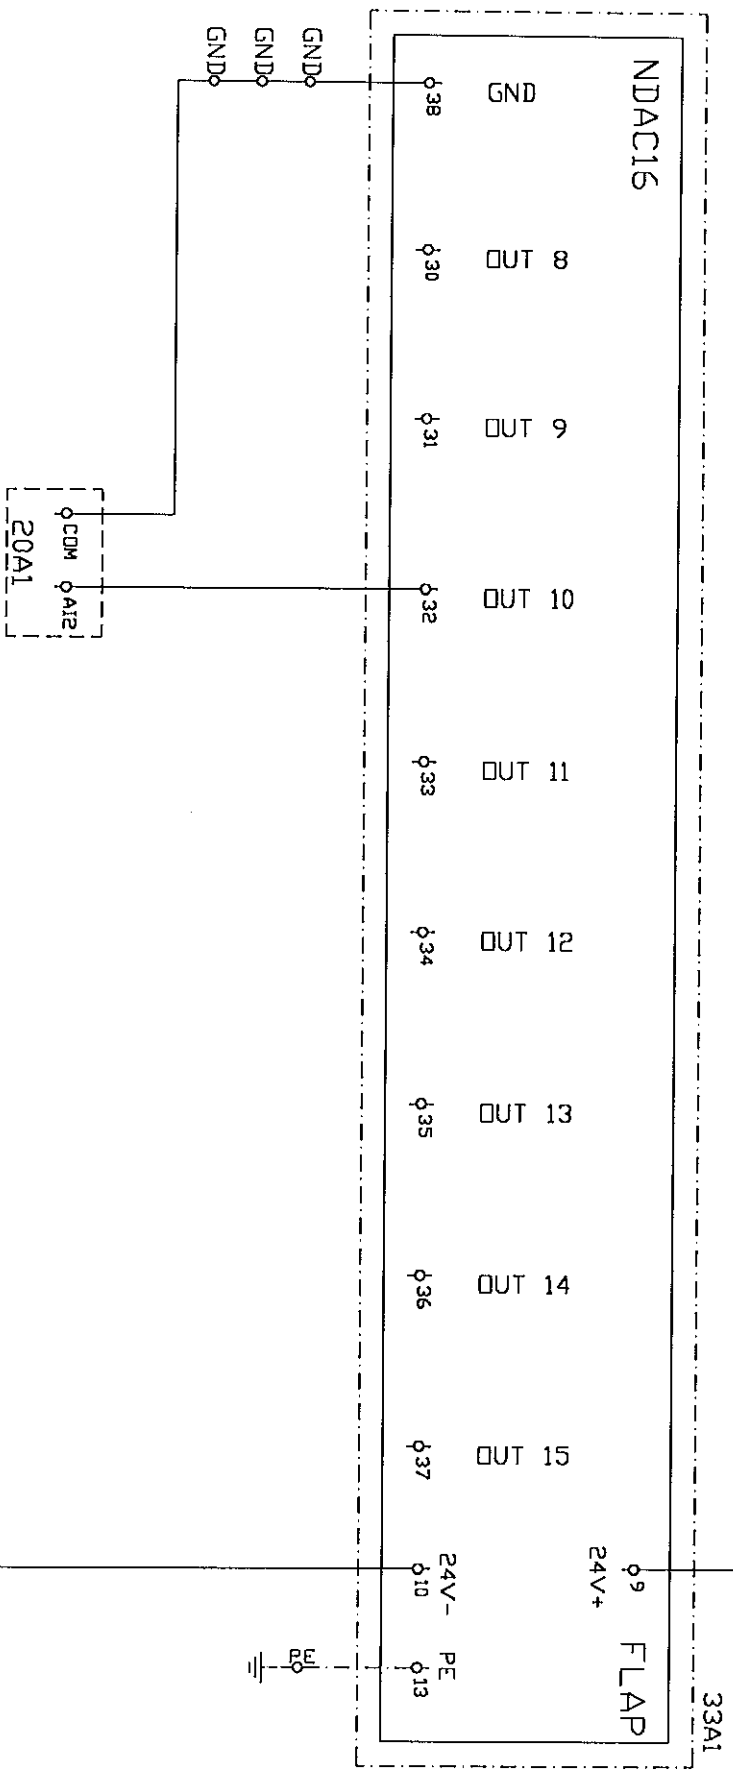 33A1
NDAC16
FLAP
24V+
9
GND
38
OUT 8
30
OUT 9
31
OUT 10
32
OUT 11
33
OUT 12
34
OUT 13
35
OUT 14
36
OUT 15
37
24V-
10
PE
13
GND
GND
GND
PE
COM
AI2
20A1